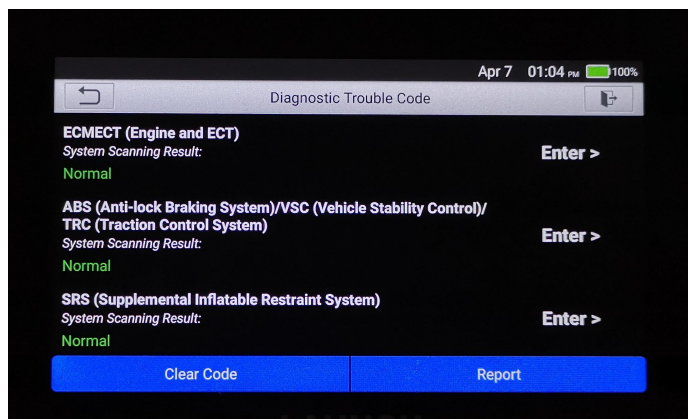 Apr 7 01:04 PM 100%
Diagnostic Trouble Code
ECMECT (Engine and ECT)
System Scanning Result:
Enter >
Normal
ABS (Anti-lock Braking System)/VSC (Vehicle Stability Control)/
TRC (Traction Control System)
System Scanning Result:
Enter >
Normal
SRS (Supplemental Inflatable Restraint System)
System Scanning Result:
Enter >
Normal
Clear Code Report